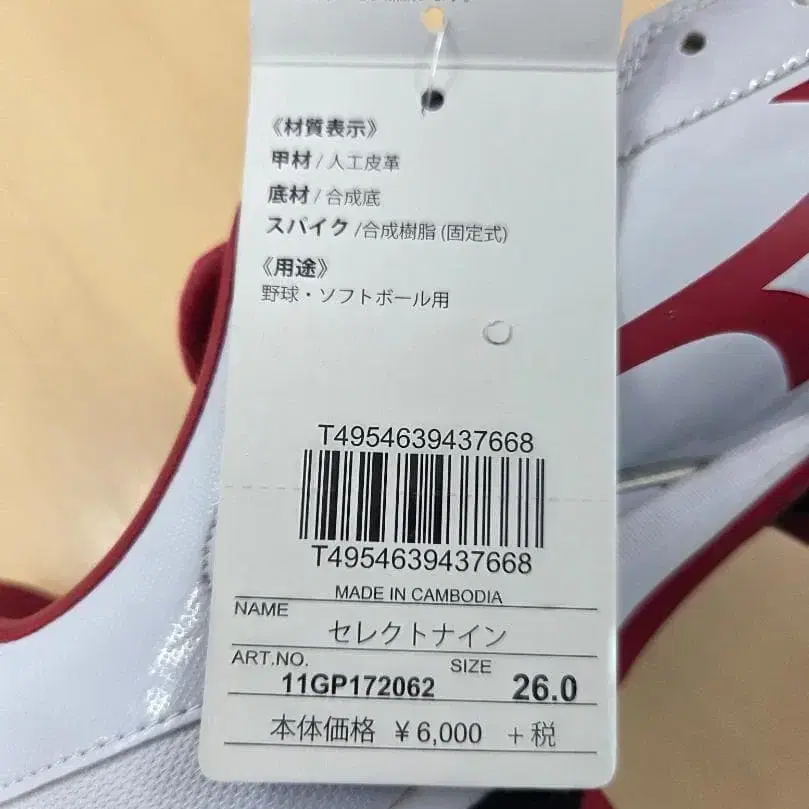 《材質表示》
甲材 / 人工皮革
底材 / 合成底
スパイク /合成樹脂 (固定式)
《用途》
野球・ソフトボール用
T4954639437668
T4954639437668
MADE IN CAMBODIA
NAME
セレクトナイン
ART.NO. SIZE
11GP172062 26.0
本体価格 ¥6,000 +税